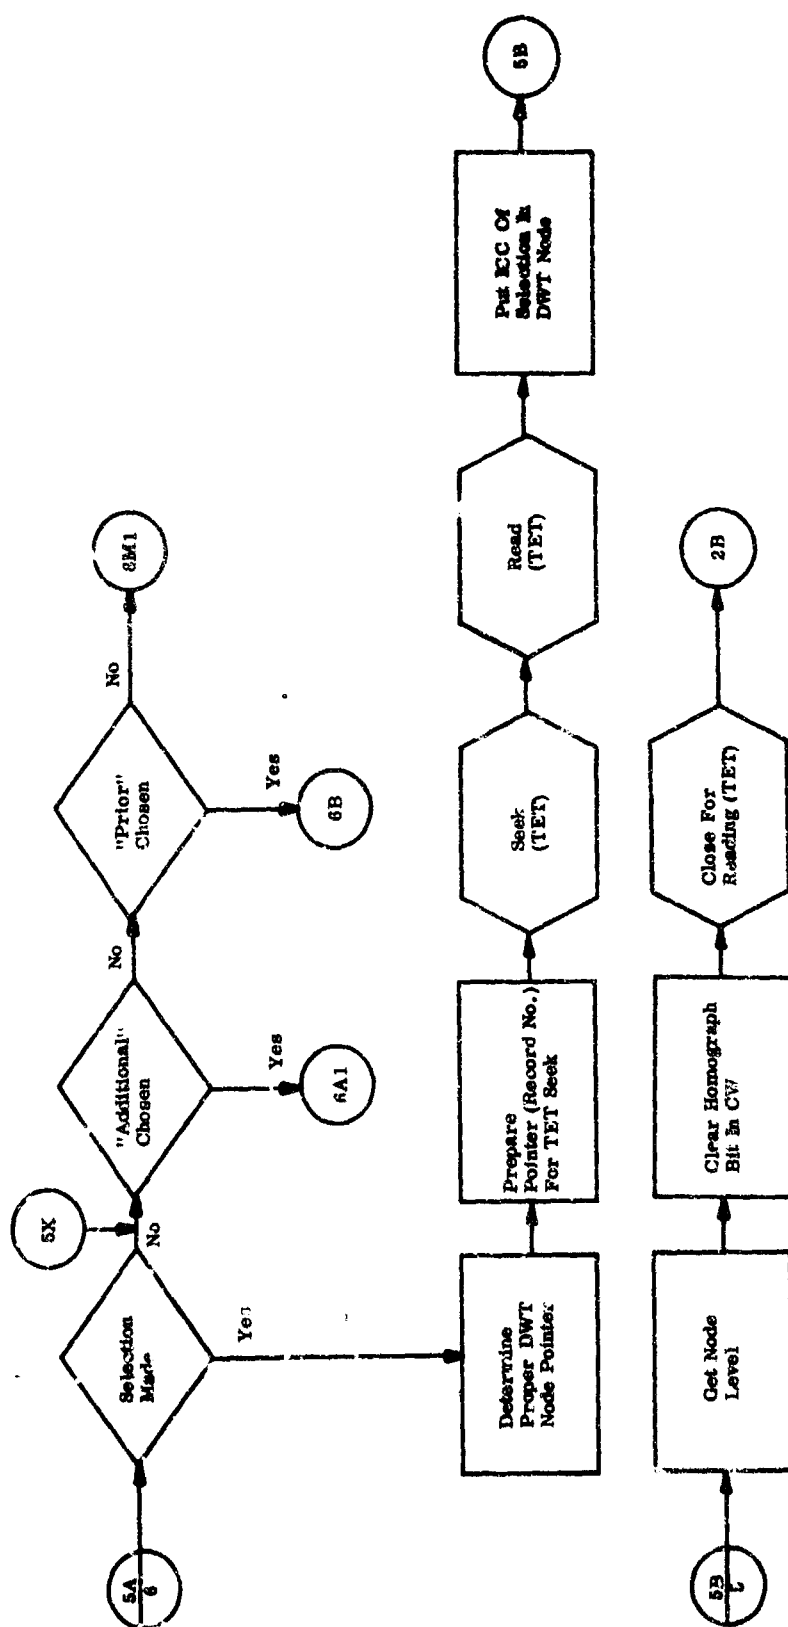 5A
6
Selection
Made
Yes
No
5X
"Additional"
Chosen
Yes
6A1
No
"Prior"
Chosen
Yes
6B
No
8M1
Determine
Proper DWT
Node Pointer
Prepare
Pointer (Record No.)
For TET Seek
Seek
(TET)
Read
(TET)
Put ICC Of
Selection In
DWT Node
5B
5B
Get Node
Level
Clear Homograph
Bit In CW
Close For
Reading (TET)
2B